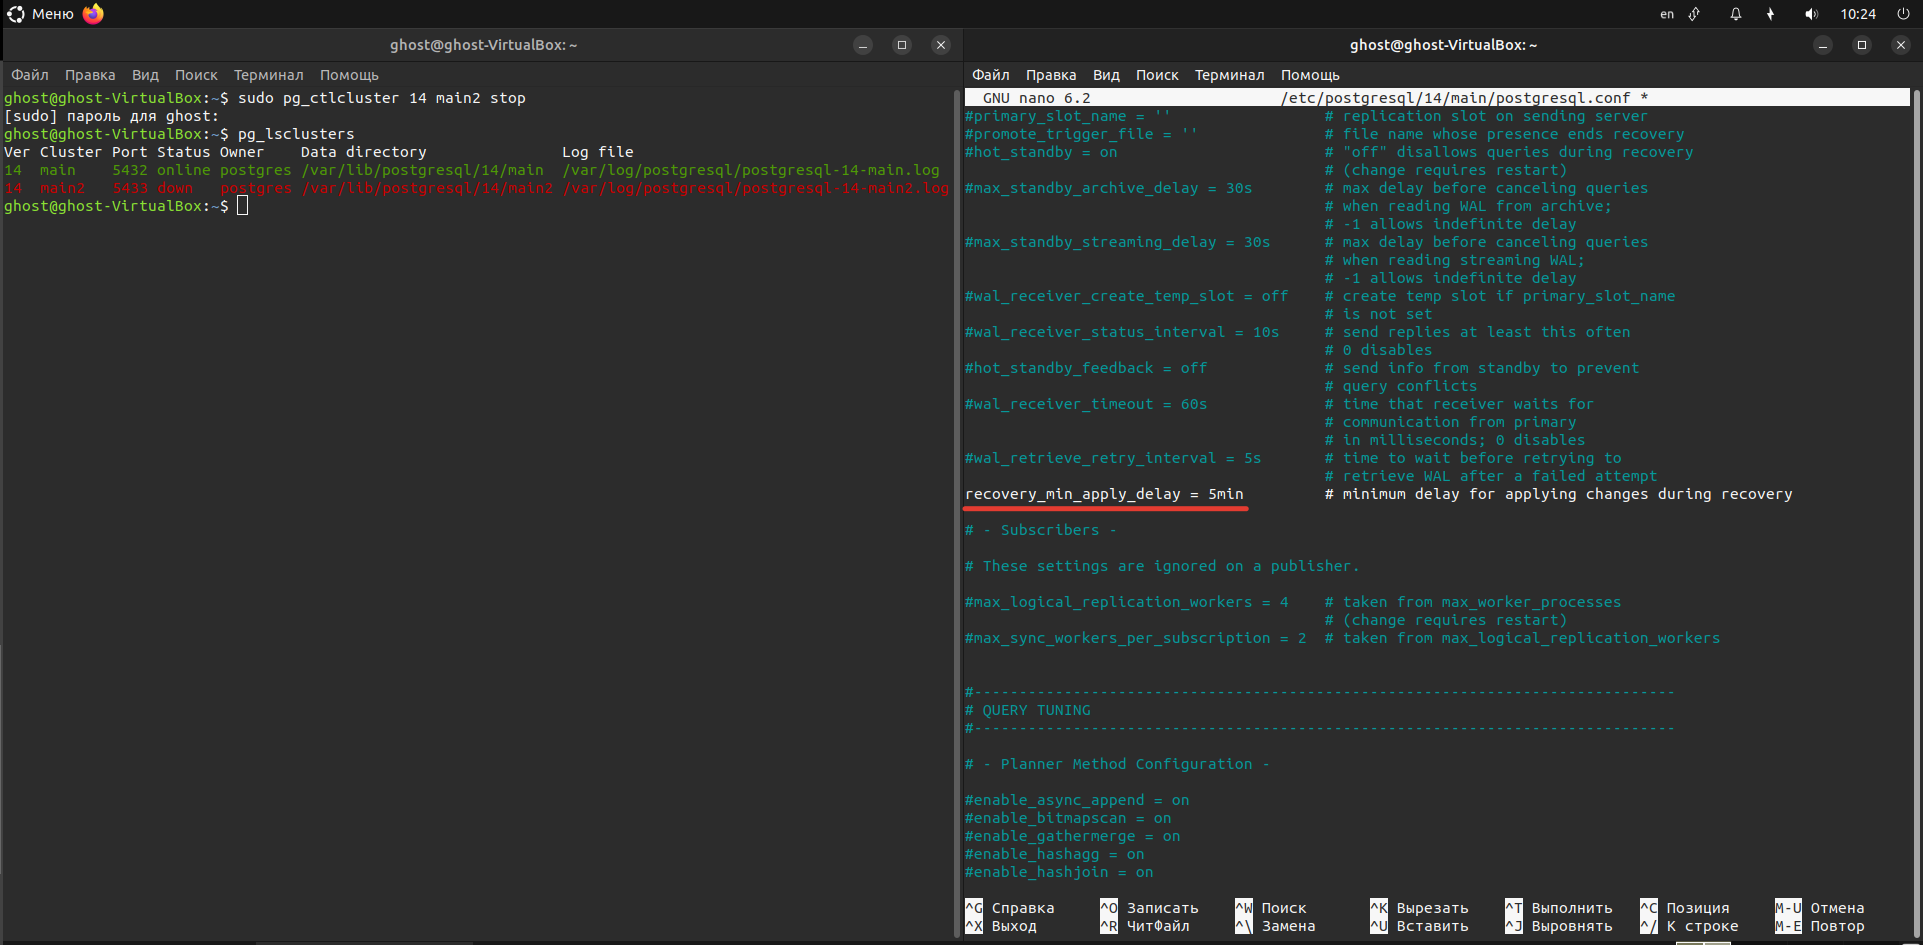 Меню
en
10:24
ghost@ghost-VirtualBox: ~
Файл Правка Вид Поиск Терминал Помощь
ghost@ghost-VirtualBox:~$ sudo pg_ctlcluster 14 main2 stop
[sudo] пароль для ghost:
ghost@ghost-VirtualBox:~$ pg_lsclusters
Ver Cluster Port Status Owner    Data directory               Log file
14  main    5432 online postgres /var/lib/postgresql/14/main  /var/log/postgresql/postgresql-14-main.log
14  main2   5433 down   postgres /var/lib/postgresql/14/main2 /var/log/postgresql/postgresql-14-main2.log
ghost@ghost-VirtualBox:~$
ghost@ghost-VirtualBox: ~
Файл Правка Вид Поиск Терминал Помощь
GNU nano 6.2                     /etc/postgresql/14/main/postgresql.conf *
#primary_slot_name = ''                 # replication slot on sending server
#promote_trigger_file = ''              # file name whose presence ends recovery
#hot_standby = on                       # "off" disallows queries during recovery
                                        # (change requires restart)
#max_standby_archive_delay = 30s        # max delay before canceling queries
                                        # when reading WAL from archive;
                                        # -1 allows indefinite delay
#max_standby_streaming_delay = 30s      # max delay before canceling queries
                                        # when reading streaming WAL;
                                        # -1 allows indefinite delay
#wal_receiver_create_temp_slot = off    # create temp slot if primary_slot_name
                                        # is not set
#wal_receiver_status_interval = 10s     # send replies at least this often
                                        # 0 disables
#hot_standby_feedback = off             # send info from standby to prevent
                                        # query conflicts
#wal_receiver_timeout = 60s             # time that receiver waits for
                                        # communication from primary
                                        # in milliseconds; 0 disables
#wal_retrieve_retry_interval = 5s       # time to wait before retrying to
                                        # retrieve WAL after a failed attempt
recovery_min_apply_delay = 5min         # minimum delay for applying changes during recovery
# - Subscribers -
# These settings are ignored on a publisher.
#max_logical_replication_workers = 4    # taken from max_worker_processes
                                        # (change requires restart)
#max_sync_workers_per_subscription = 2  # taken from max_logical_replication_workers
#------------------------------------------------------------------------------
# QUERY TUNING
#------------------------------------------------------------------------------
# - Planner Method Configuration -
#enable_async_append = on
#enable_bitmapscan = on
#enable_gathermerge = on
#enable_hashagg = on
#enable_hashjoin = on
^G Справка ^O Записать ^W Поиск ^K Вырезать ^T Выполнить ^C Позиция M-U Отмена
^X Выход ^R ЧитФайл ^\ Замена ^U Вставить ^J Выровнять ^/ К строке M-E Повтор